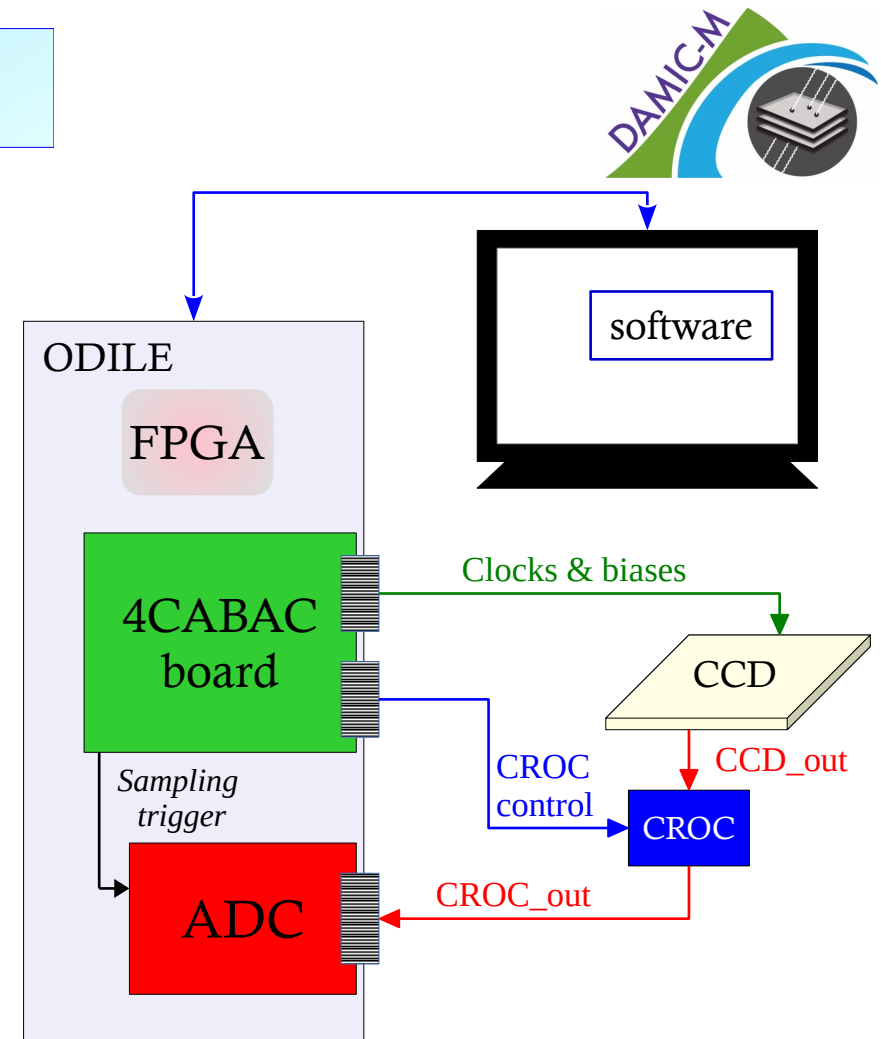 DAMIC-M
software
ODILE
FPGA
Clocks & biases
4CABAC
board
CCD
CCD_out
CROC
control
Sampling
trigger
CROC
CROC_out
ADC